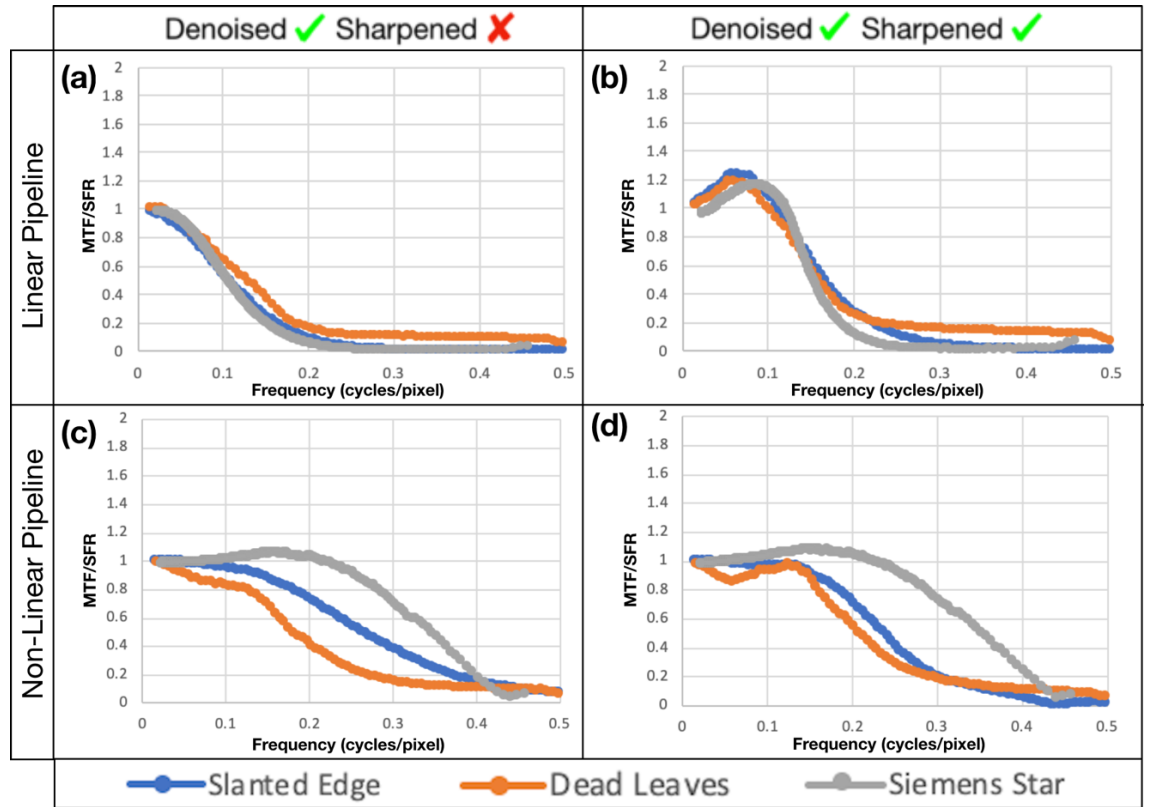 Denoised ✓ Sharpened ✗
Denoised ✓ Sharpened ✓
Linear Pipeline
(a)
MTF/SFR
2
1.8
1.6
1.4
1.2
1
0.8
0.6
0.4
0.2
0
0 0.1 0.2 0.3 0.4 0.5
Frequency (cycles/pixel)
(b)
MTF/SFR
2
1.8
1.6
1.4
1.2
1
0.8
0.6
0.4
0.2
0
0 0.1 0.2 0.3 0.4 0.5
Frequency (cycles/pixel)
Non-Linear Pipeline
(c)
MTF/SFR
2
1.8
1.6
1.4
1.2
1
0.8
0.6
0.4
0.2
0
0 0.1 0.2 0.3 0.4 0.5
Frequency (cycles/pixel)
(d)
MTF/SFR
2
1.8
1.6
1.4
1.2
1
0.8
0.6
0.4
0.2
0
0 0.1 0.2 0.3 0.4 0.5
Frequency (cycles/pixel)
Slanted Edge Dead Leaves Siemens Star